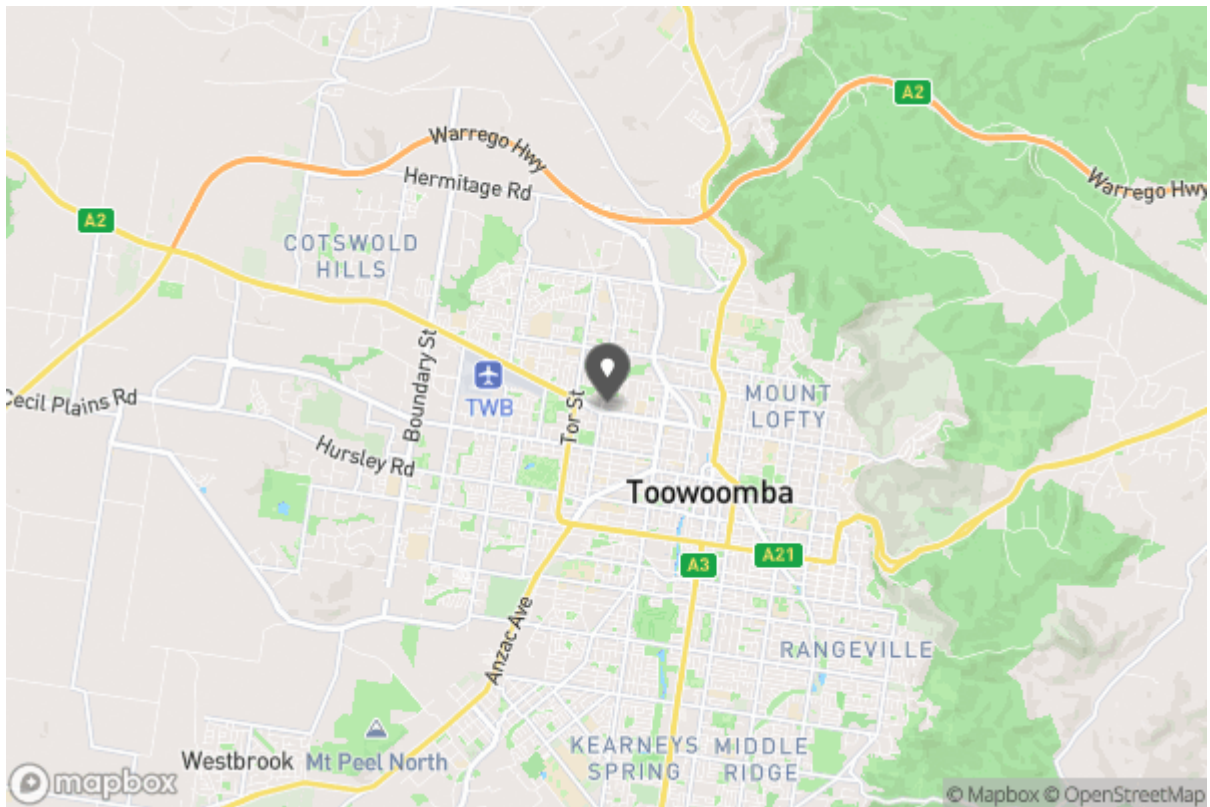 A2
Warrego Hwy
Hermitage Rd
Warrego Hwy
A2
COTSWOLD
HILLS
Boundary St
TWB
Tor St
MOUNT
LOFTY
Cecil Plains Rd
Hursley Rd
Toowoomba
A21
A3
Anzac Ave
RANGEVILLE
Westbrook
Mt Peel North
KEARNEYS
SPRING
MIDDLE
RIDGE
mapbox
© Mapbox © OpenStreetMap